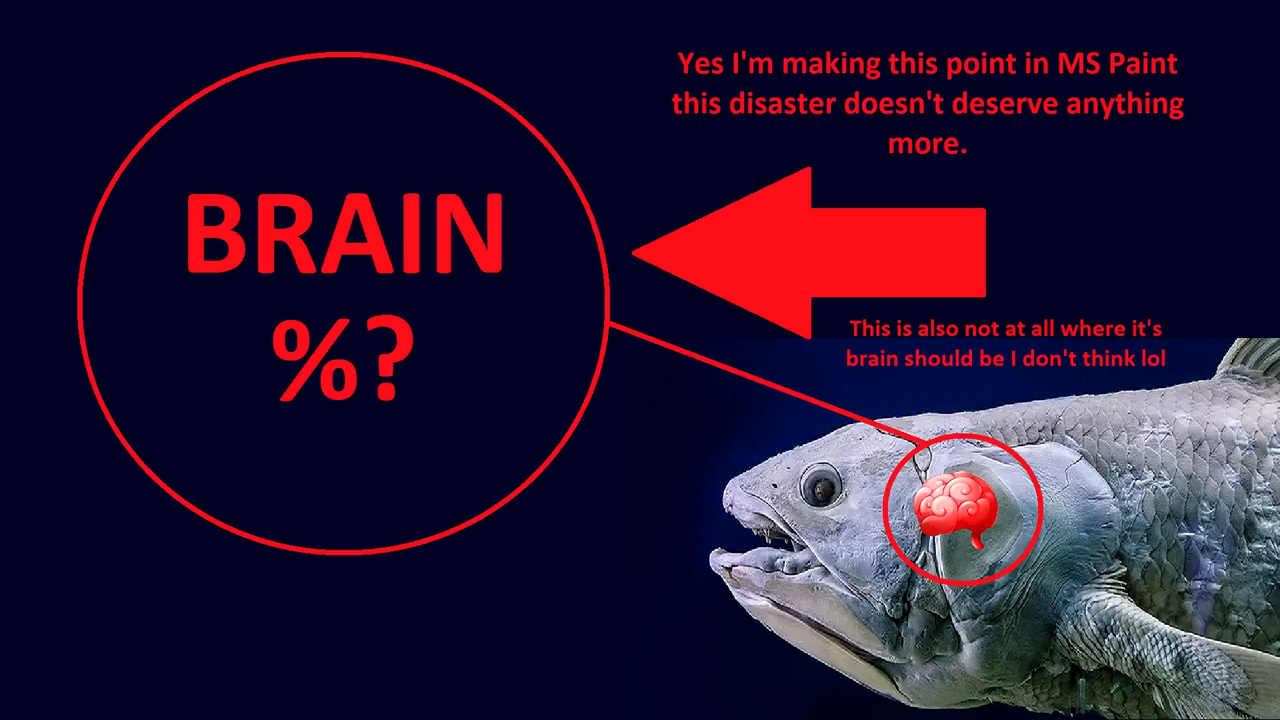 Yes I'm making this point in MS Paint
this disaster doesn't deserve anything
more.
BRAIN
%?
This is also not at all where it's
brain should be I don't think lol